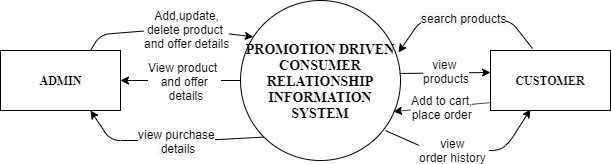 Add,update,
delete product
and offer details
search products
PROMOTION DRIVEN
CONSUMER
RELATIONSHIP
INFORMATION
SYSTEM
ADMIN
View product
and offer
details
view
products
CUSTOMER
Add to cart,
place order
view purchase
details
view
order history